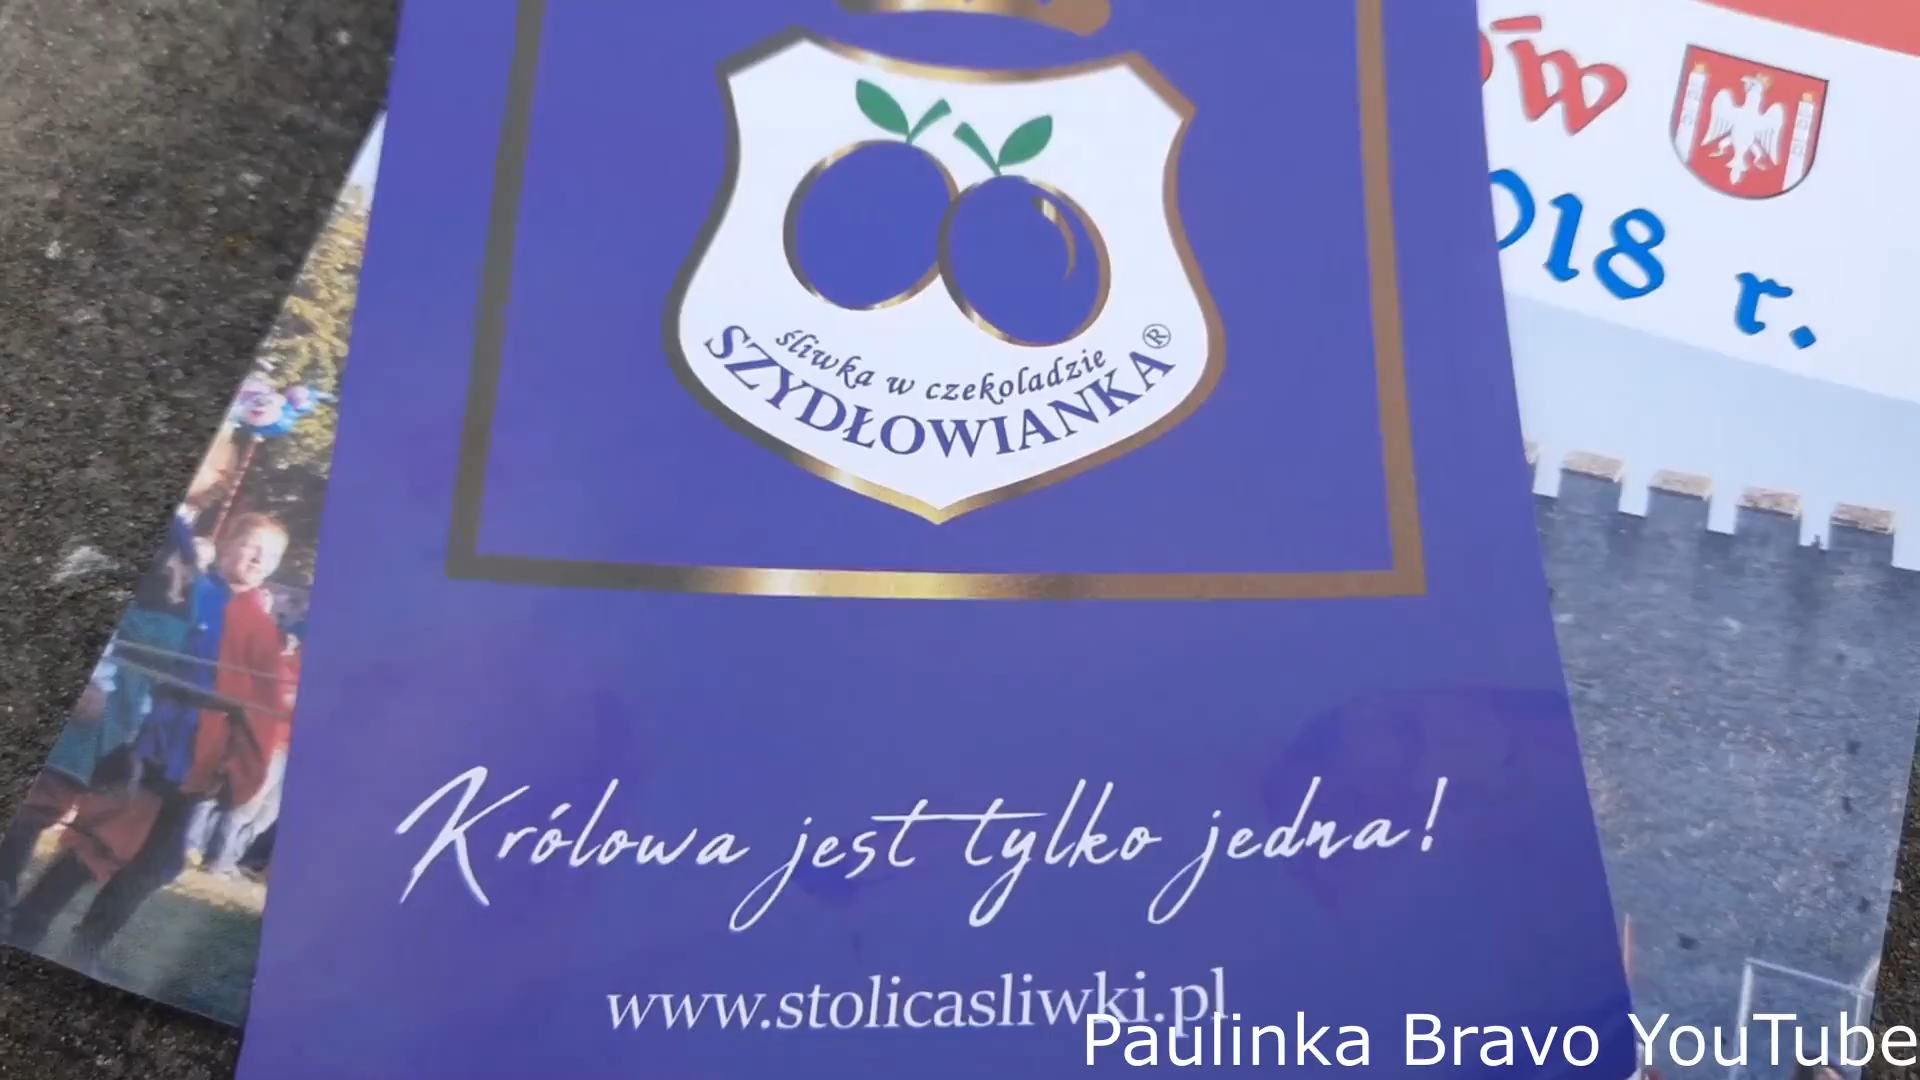 śliwka w czekoladzie
SZYDŁOWIANKA®
Królowa jest tylko jedna!
www.stolicasliwki.pl
018 r.
Paulinka Bravo YouTube